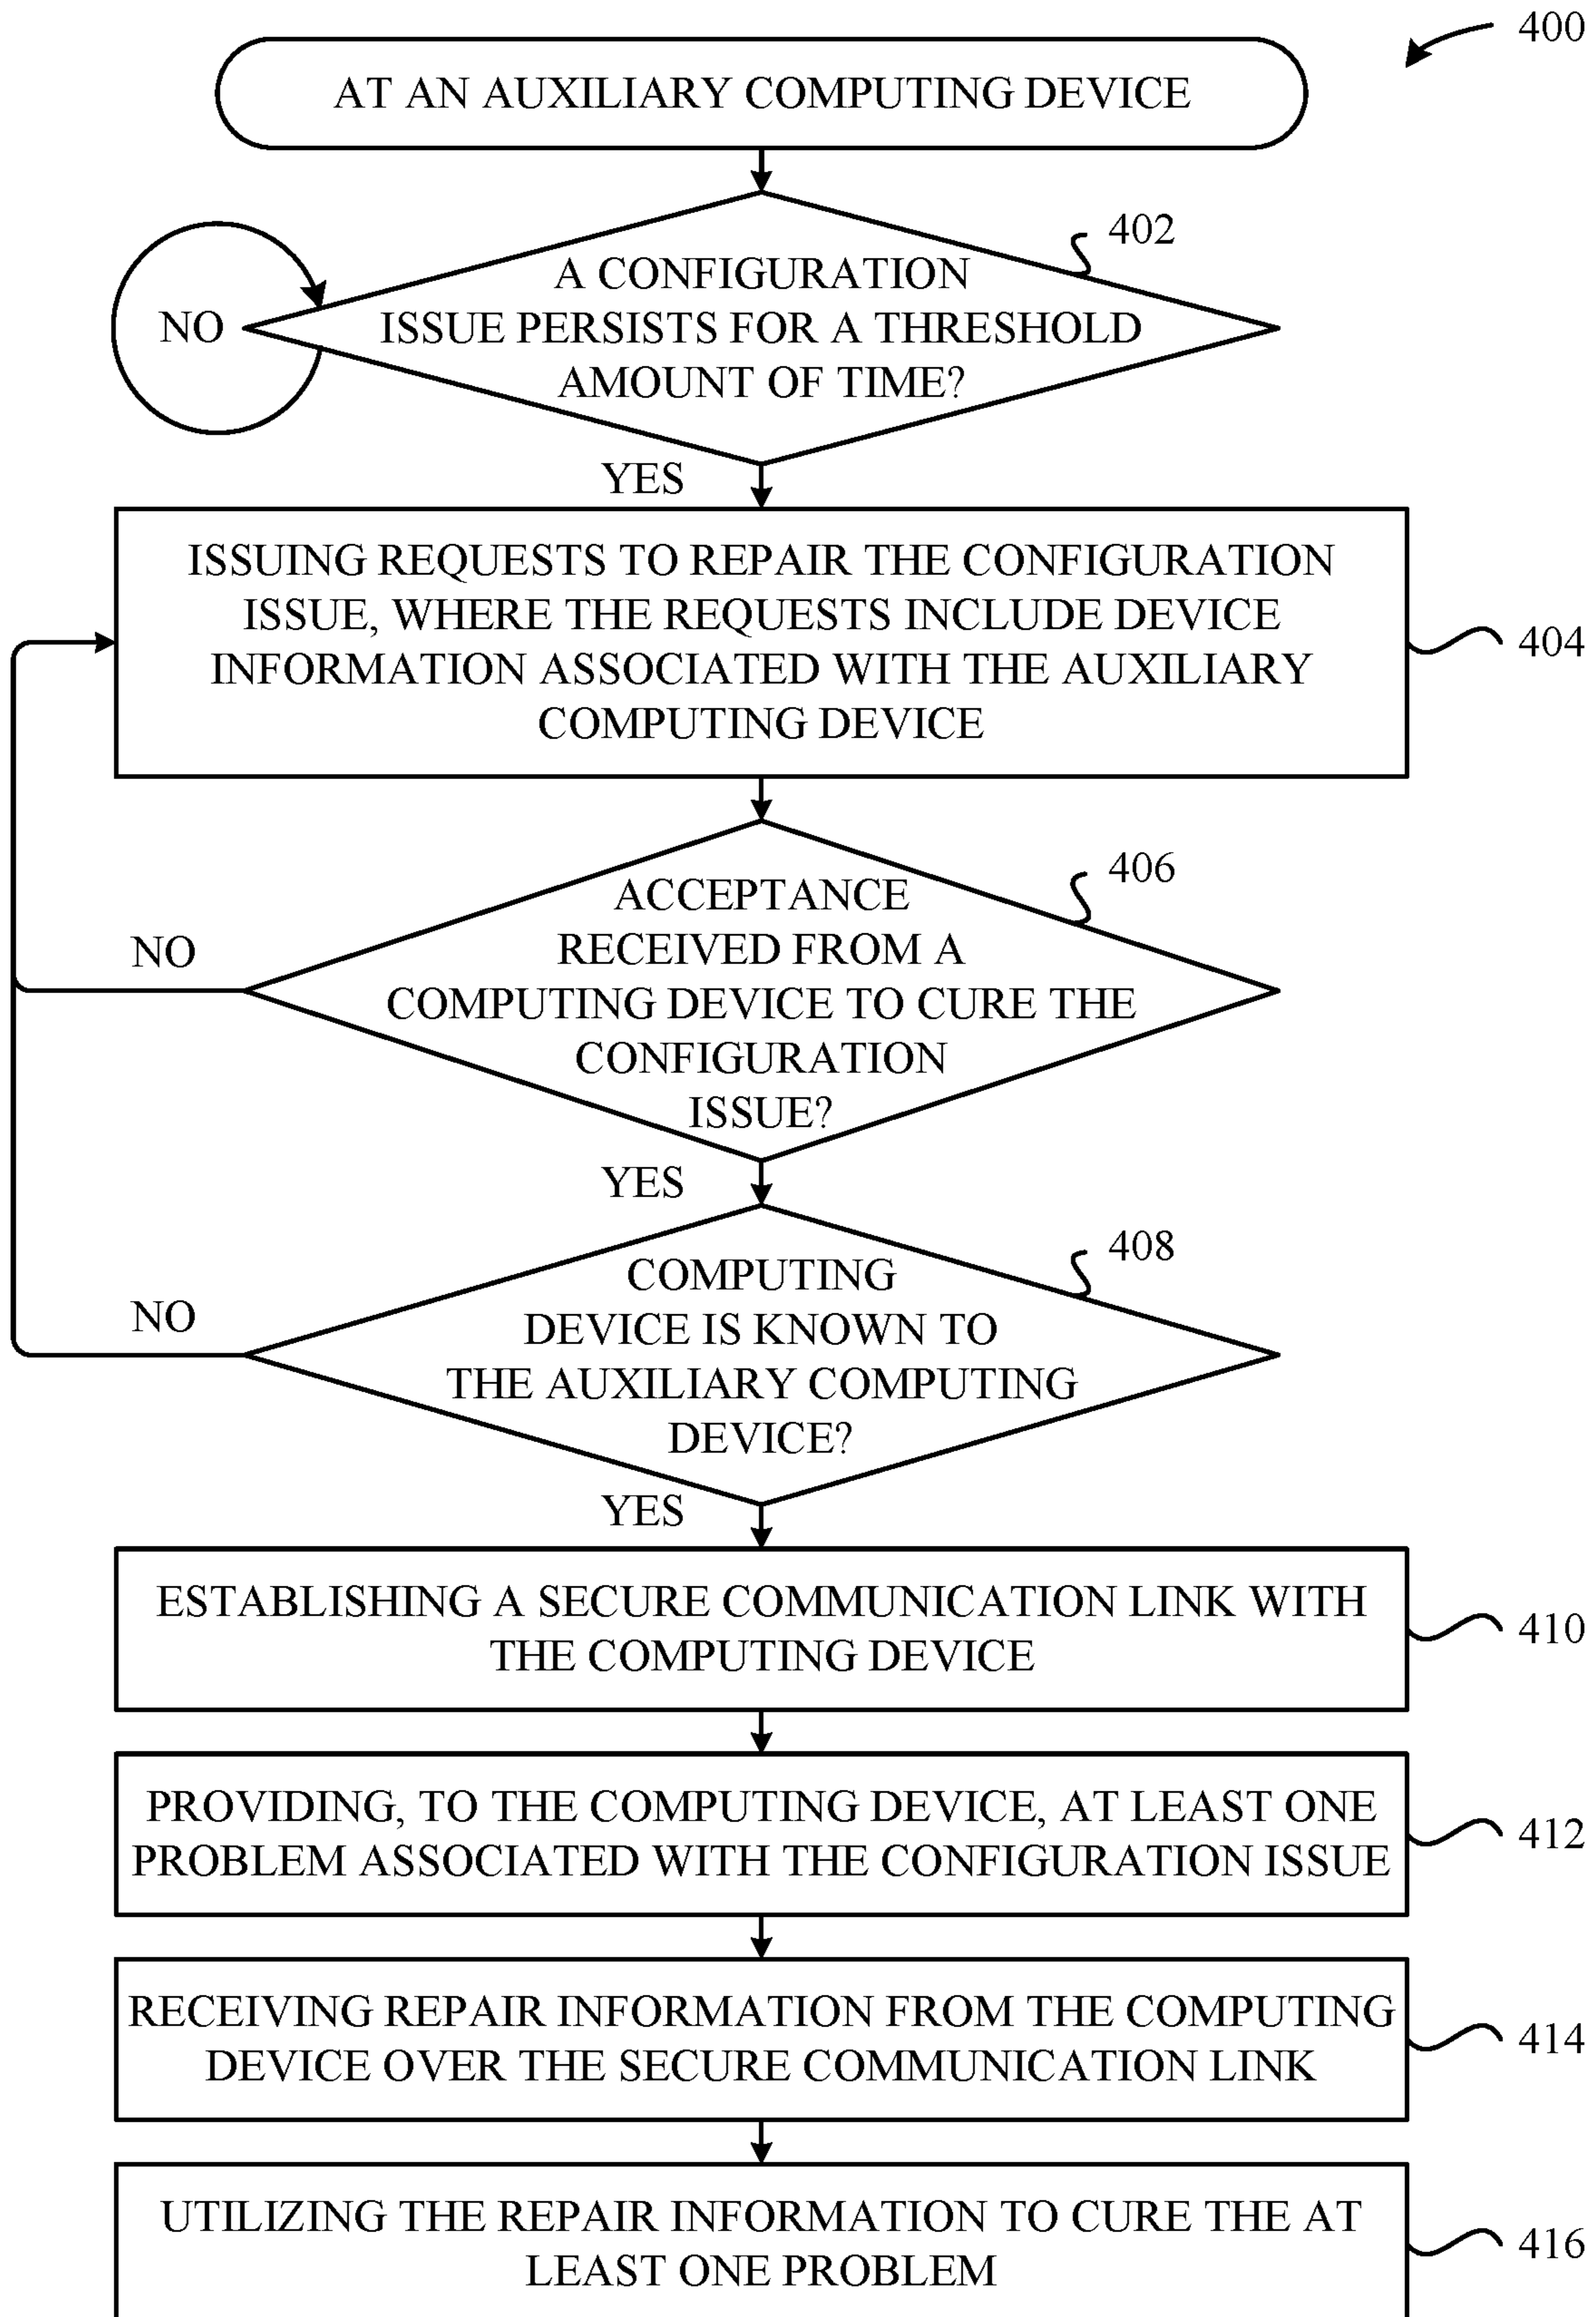 400
AT AN AUXILIARY COMPUTING DEVICE
402
A CONFIGURATION
ISSUE PERSISTS FOR A THRESHOLD
AMOUNT OF TIME?
NO
YES
ISSUING REQUESTS TO REPAIR THE CONFIGURATION
ISSUE, WHERE THE REQUESTS INCLUDE DEVICE
INFORMATION ASSOCIATED WITH THE AUXILIARY
COMPUTING DEVICE
404
406
ACCEPTANCE
RECEIVED FROM A
COMPUTING DEVICE TO CURE THE
CONFIGURATION
ISSUE?
NO
YES
408
COMPUTING
DEVICE IS KNOWN TO
THE AUXILIARY COMPUTING
DEVICE?
NO
YES
ESTABLISHING A SECURE COMMUNICATION LINK WITH
THE COMPUTING DEVICE
410
PROVIDING, TO THE COMPUTING DEVICE, AT LEAST ONE
PROBLEM ASSOCIATED WITH THE CONFIGURATION ISSUE
412
RECEIVING REPAIR INFORMATION FROM THE COMPUTING
DEVICE OVER THE SECURE COMMUNICATION LINK
414
UTILIZING THE REPAIR INFORMATION TO CURE THE AT
LEAST ONE PROBLEM
416